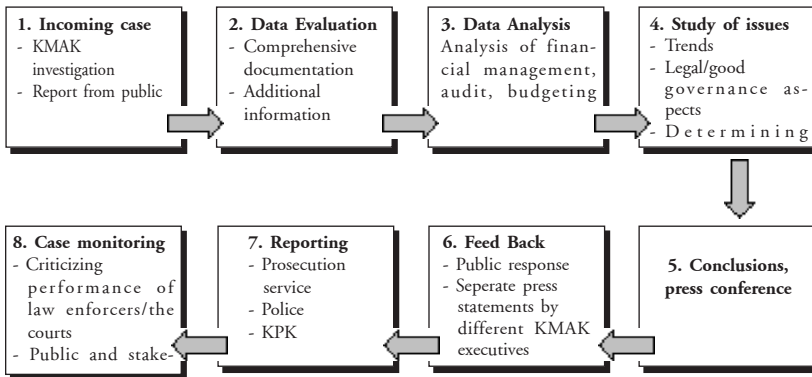 1. Incoming case
- KMAK
investigation
- Report from public
2. Data Evaluation
- Comprehensive
documentation
- Additional
information
3. Data Analysis
Analysis of finan-
cial management,
audit, budgeting
4. Study of issues
- Trends
- Legal/good
governance as-
pects
- Determining
5. Conclusions,
press conference
6. Feed Back
- Public response
- Seperate press
statements by
different KMAK
executives
7. Reporting
- Prosecution
service
- Police
- KPK
8. Case monitoring
- Criticizing
performance of
law enforcers/the
courts
- Public and stake-